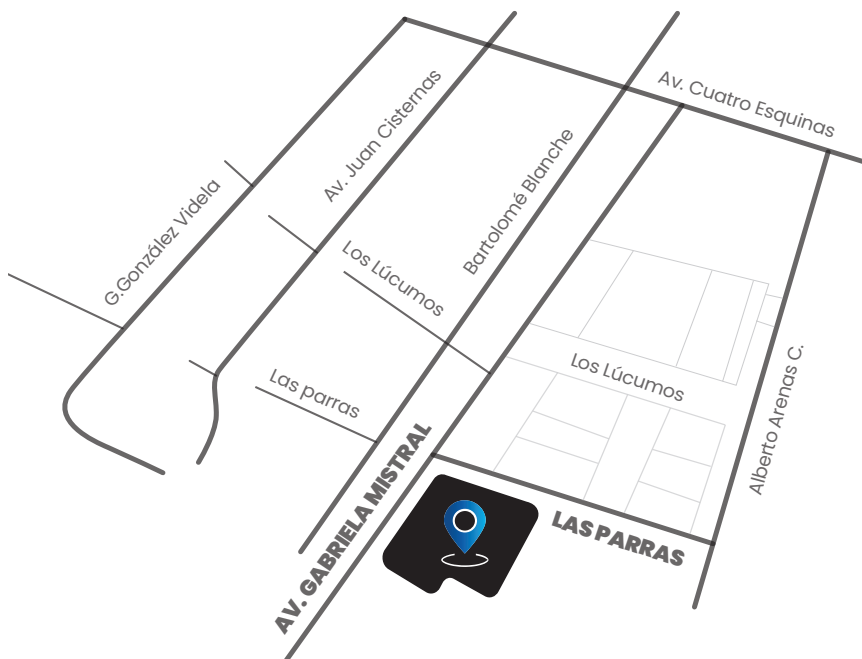 Av. Cuatro Esquinas
Av. Juan Cisternas
Bartolomé Blanche
G.González Videla
Los Lúcumos
Los Lúcumos
Las parras
Alberto Arenas C.
AV. GABRIELA MISTRAL
LAS PARRAS